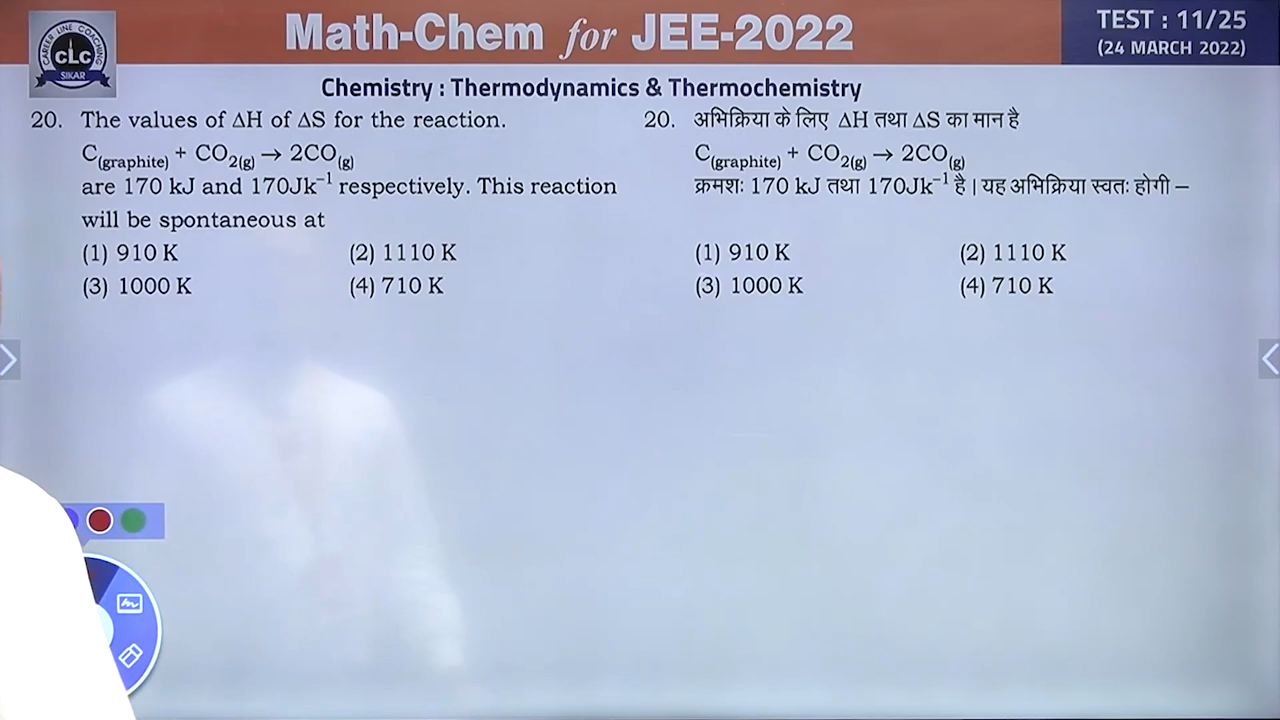 CAREER LINE COACHING
CLC
SIKAR
Math-Chem for JEE-2022
TEST : 11/25
(24 MARCH 2022)
Chemistry : Thermodynamics & Thermochemistry
20. The values of ΔH of ΔS for the reaction.
C(graphite) + CO2(g) → 2CO(g)
are 170 kJ and 170Jk⁻¹ respectively. This reaction
will be spontaneous at
(1) 910 K (2) 1110 K
(3) 1000 K (4) 710 K
20. अभिक्रिया के लिए ΔH तथा ΔS का मान है
C(graphite) + CO2(g) → 2CO(g)
क्रमशः 170 kJ तथा 170Jk⁻¹ है। यह अभिक्रिया स्वतः होगी –
(1) 910 K (2) 1110 K
(3) 1000 K (4) 710 K